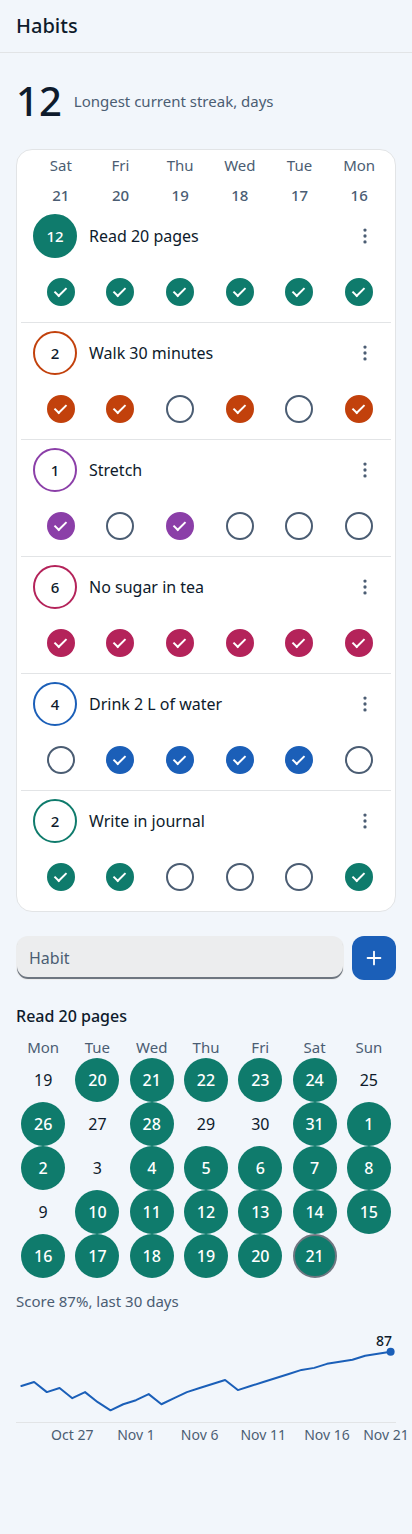 Habits
12 Longest current streak, days
Sat Fri Thu Wed Tue Mon
21 20 19 18 17 16
12 Read 20 pages
2 Walk 30 minutes
1 Stretch
6 No sugar in tea
4 Drink 2 L of water
2 Write in journal
Habit
Read 20 pages
Mon Tue Wed Thu Fri Sat Sun
19 20 21 22 23 24 25
26 27 28 29 30 31 1
2 3 4 5 6 7 8
9 10 11 12 13 14 15
16 17 18 19 20 21
Score 87%, last 30 days
87
Oct 27 Nov 1 Nov 6 Nov 11 Nov 16 Nov 21